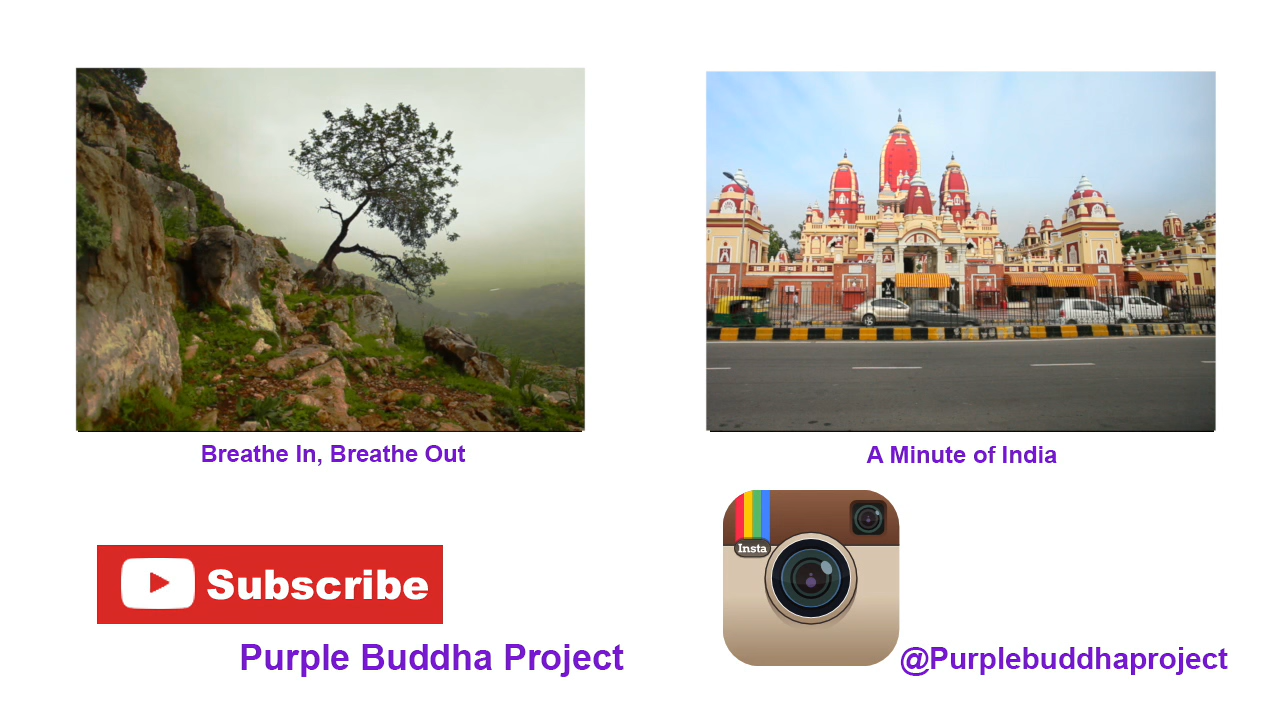 Breathe In, Breathe Out
A Minute of India
Insta
Subscribe
Purple Buddha Project
@Purplebuddhaproject